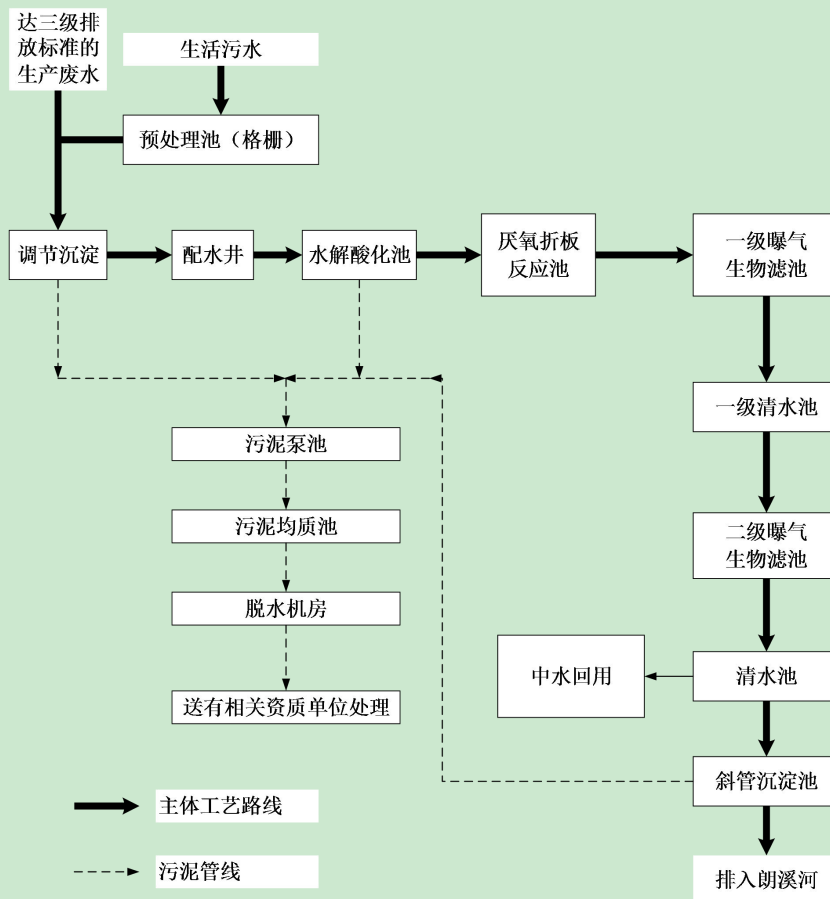 达三级排
放标准的
生产废水
生活污水
预处理池（格栅）
调节沉淀
配水井
水解酸化池
厌氧折板
反应池
一级曝气
生物滤池
一级清水池
污泥泵池
污泥均质池
二级曝气
生物滤池
脱水机房
中水回用
清水池
送有相关资质单位处理
斜管沉淀池
主体工艺路线
污泥管线
排入朗溪河